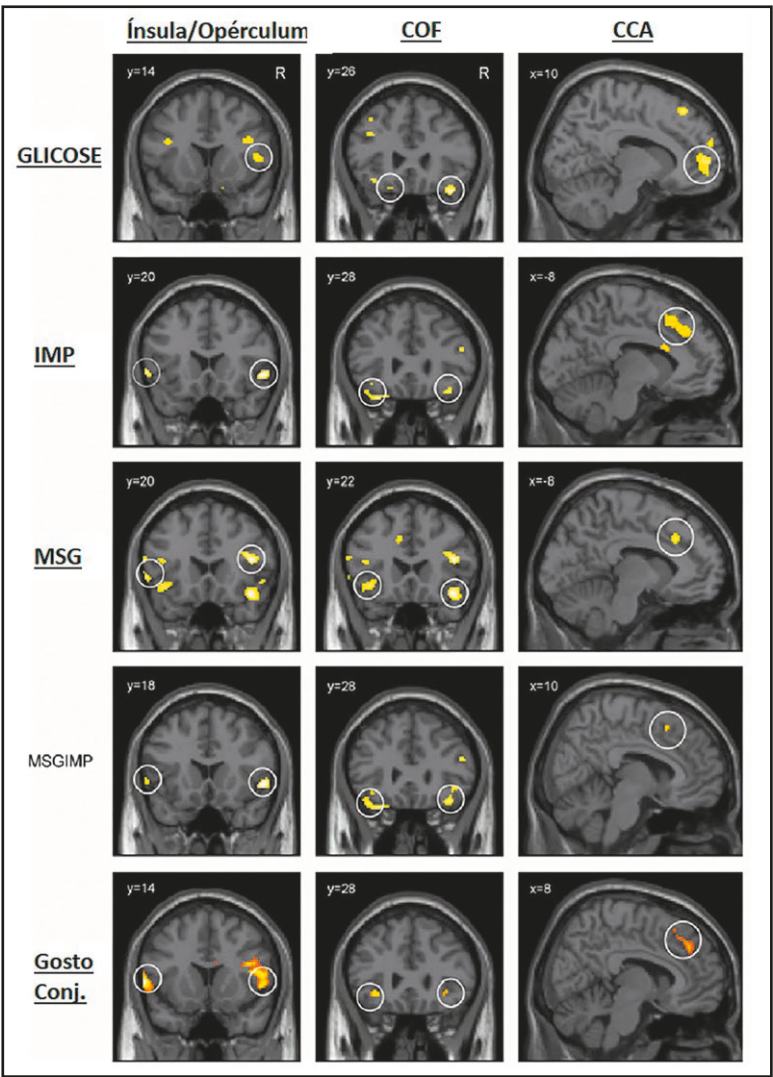 Ínsula/Opérculum COF CCA
GLICOSE y=14 R y=26 R x=10
IMP y=20 y=28 x=-8
MSG y=20 y=22 x=-8
MSGIMP y=18 y=28 x=10
Gosto
Conj. y=14 y=28 x=8